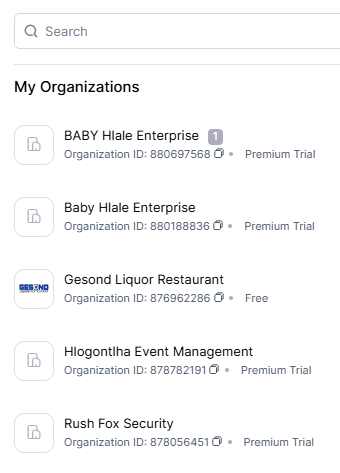 Search
My Organizations
BABY Hlale Enterprise 1
Organization ID: 880697568 • Premium Trial
Baby Hlale Enterprise
Organization ID: 880188836 • Premium Trial
GESOND
Gesond Liquor Restaurant
Organization ID: 876962286 • Free
Hlogontlha Event Management
Organization ID: 878782191 • Premium Trial
Rush Fox Security
Organization ID: 878056451 • Premium Trial